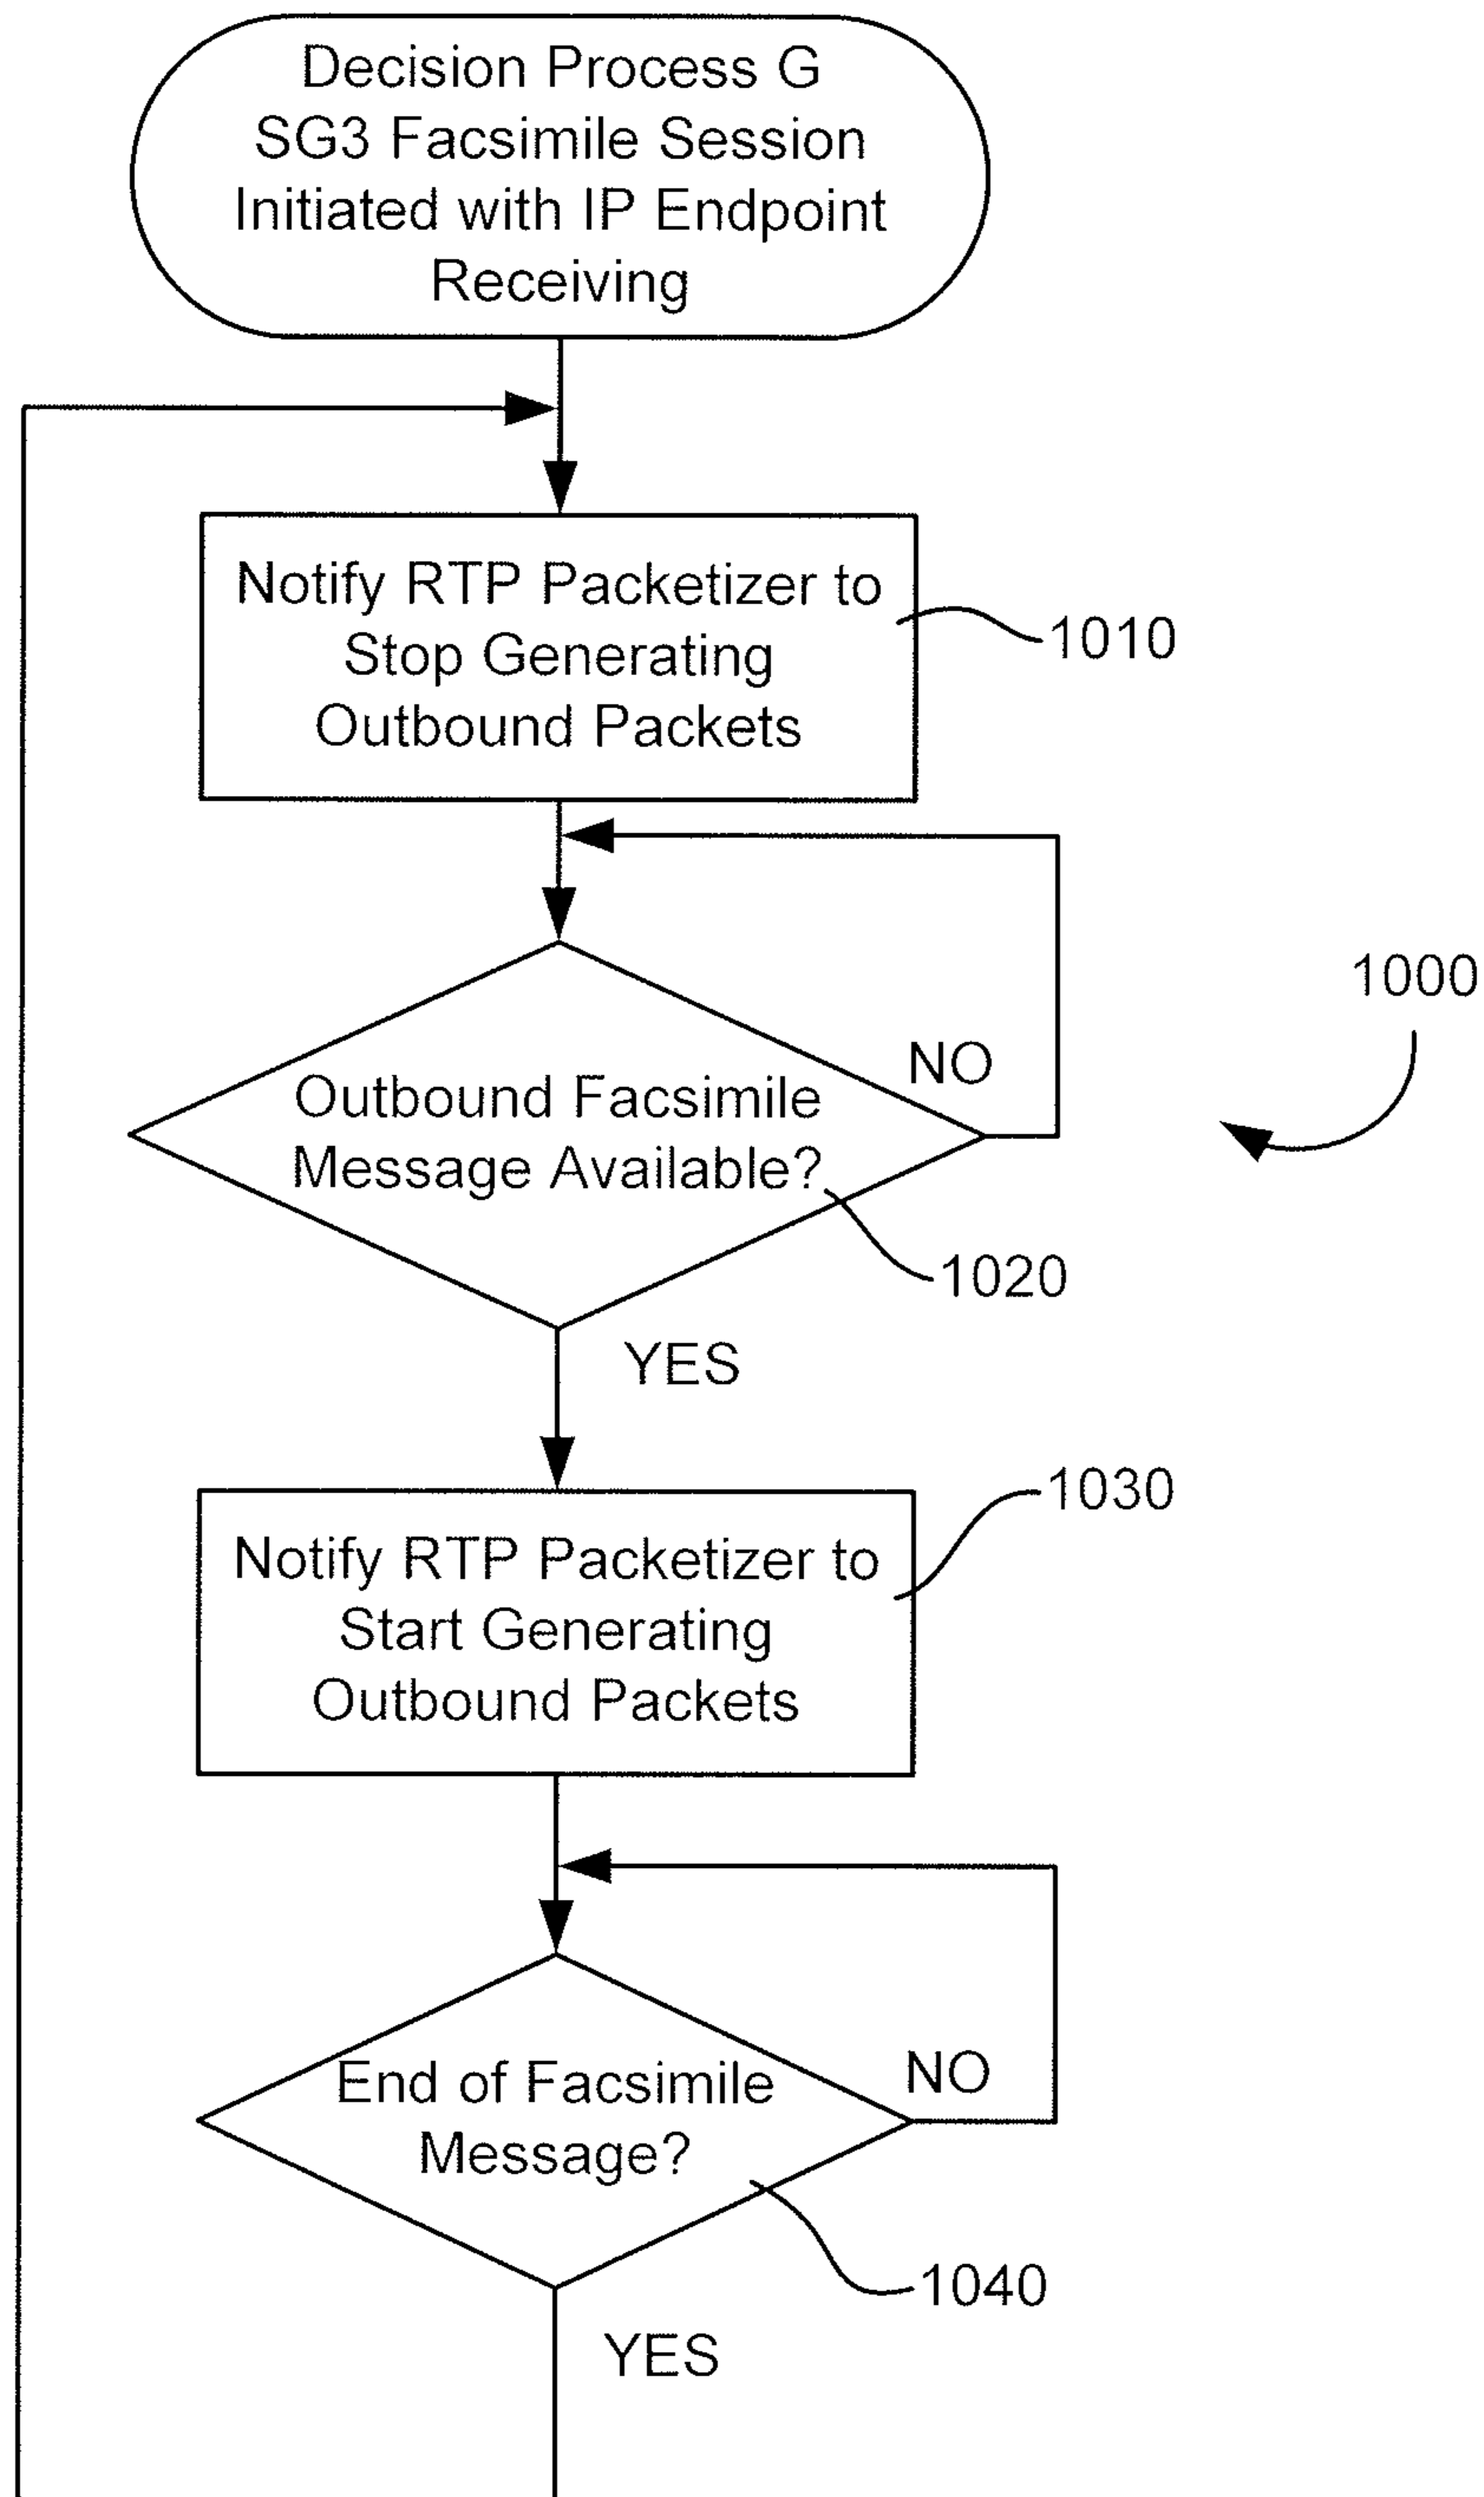 Decision Process G
SG3 Facsimile Session
Initiated with IP Endpoint
Receiving
Notify RTP Packetizer to
Stop Generating
Outbound Packets
1010
1000
NO
Outbound Facsimile
Message Available?
1020
YES
1030
Notify RTP Packetizer to
Start Generating
Outbound Packets
NO
End of Facsimile
Message?
1040
YES